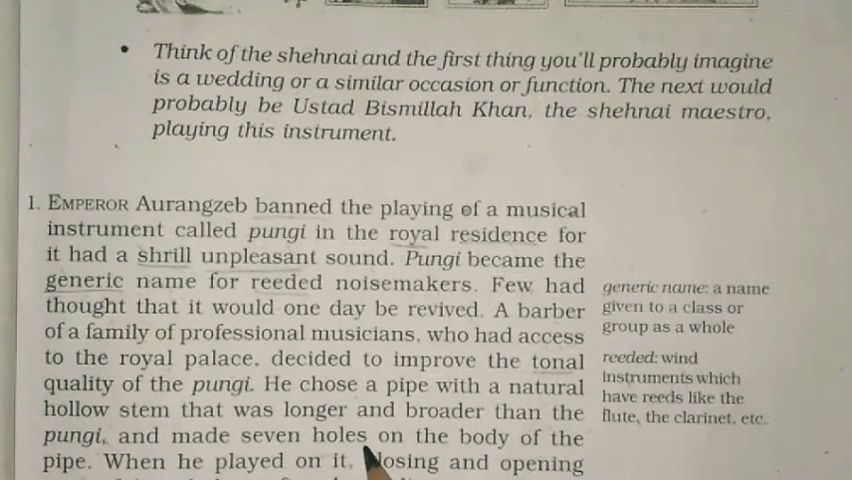 • Think of the shehnai and the first thing you'll probably imagine
is a wedding or a similar occasion or function. The next would
probably be Ustad Bismillah Khan, the shehnai maestro,
playing this instrument.
1. EMPEROR Aurangzeb banned the playing of a musical
instrument called pungi in the royal residence for
it had a shrill unpleasant sound. Pungi became the
generic name for reeded noisemakers. Few had
thought that it would one day be revived. A barber
of a family of professional musicians, who had access
to the royal palace, decided to improve the tonal
quality of the pungi. He chose a pipe with a natural
hollow stem that was longer and broader than the
pungi, and made seven holes on the body of the
pipe. When he played on it, closing and opening
generic name: a name
given to a class or
group as a whole
reeded: wind
instruments which
have reeds like the
flute, the clarinet, etc.